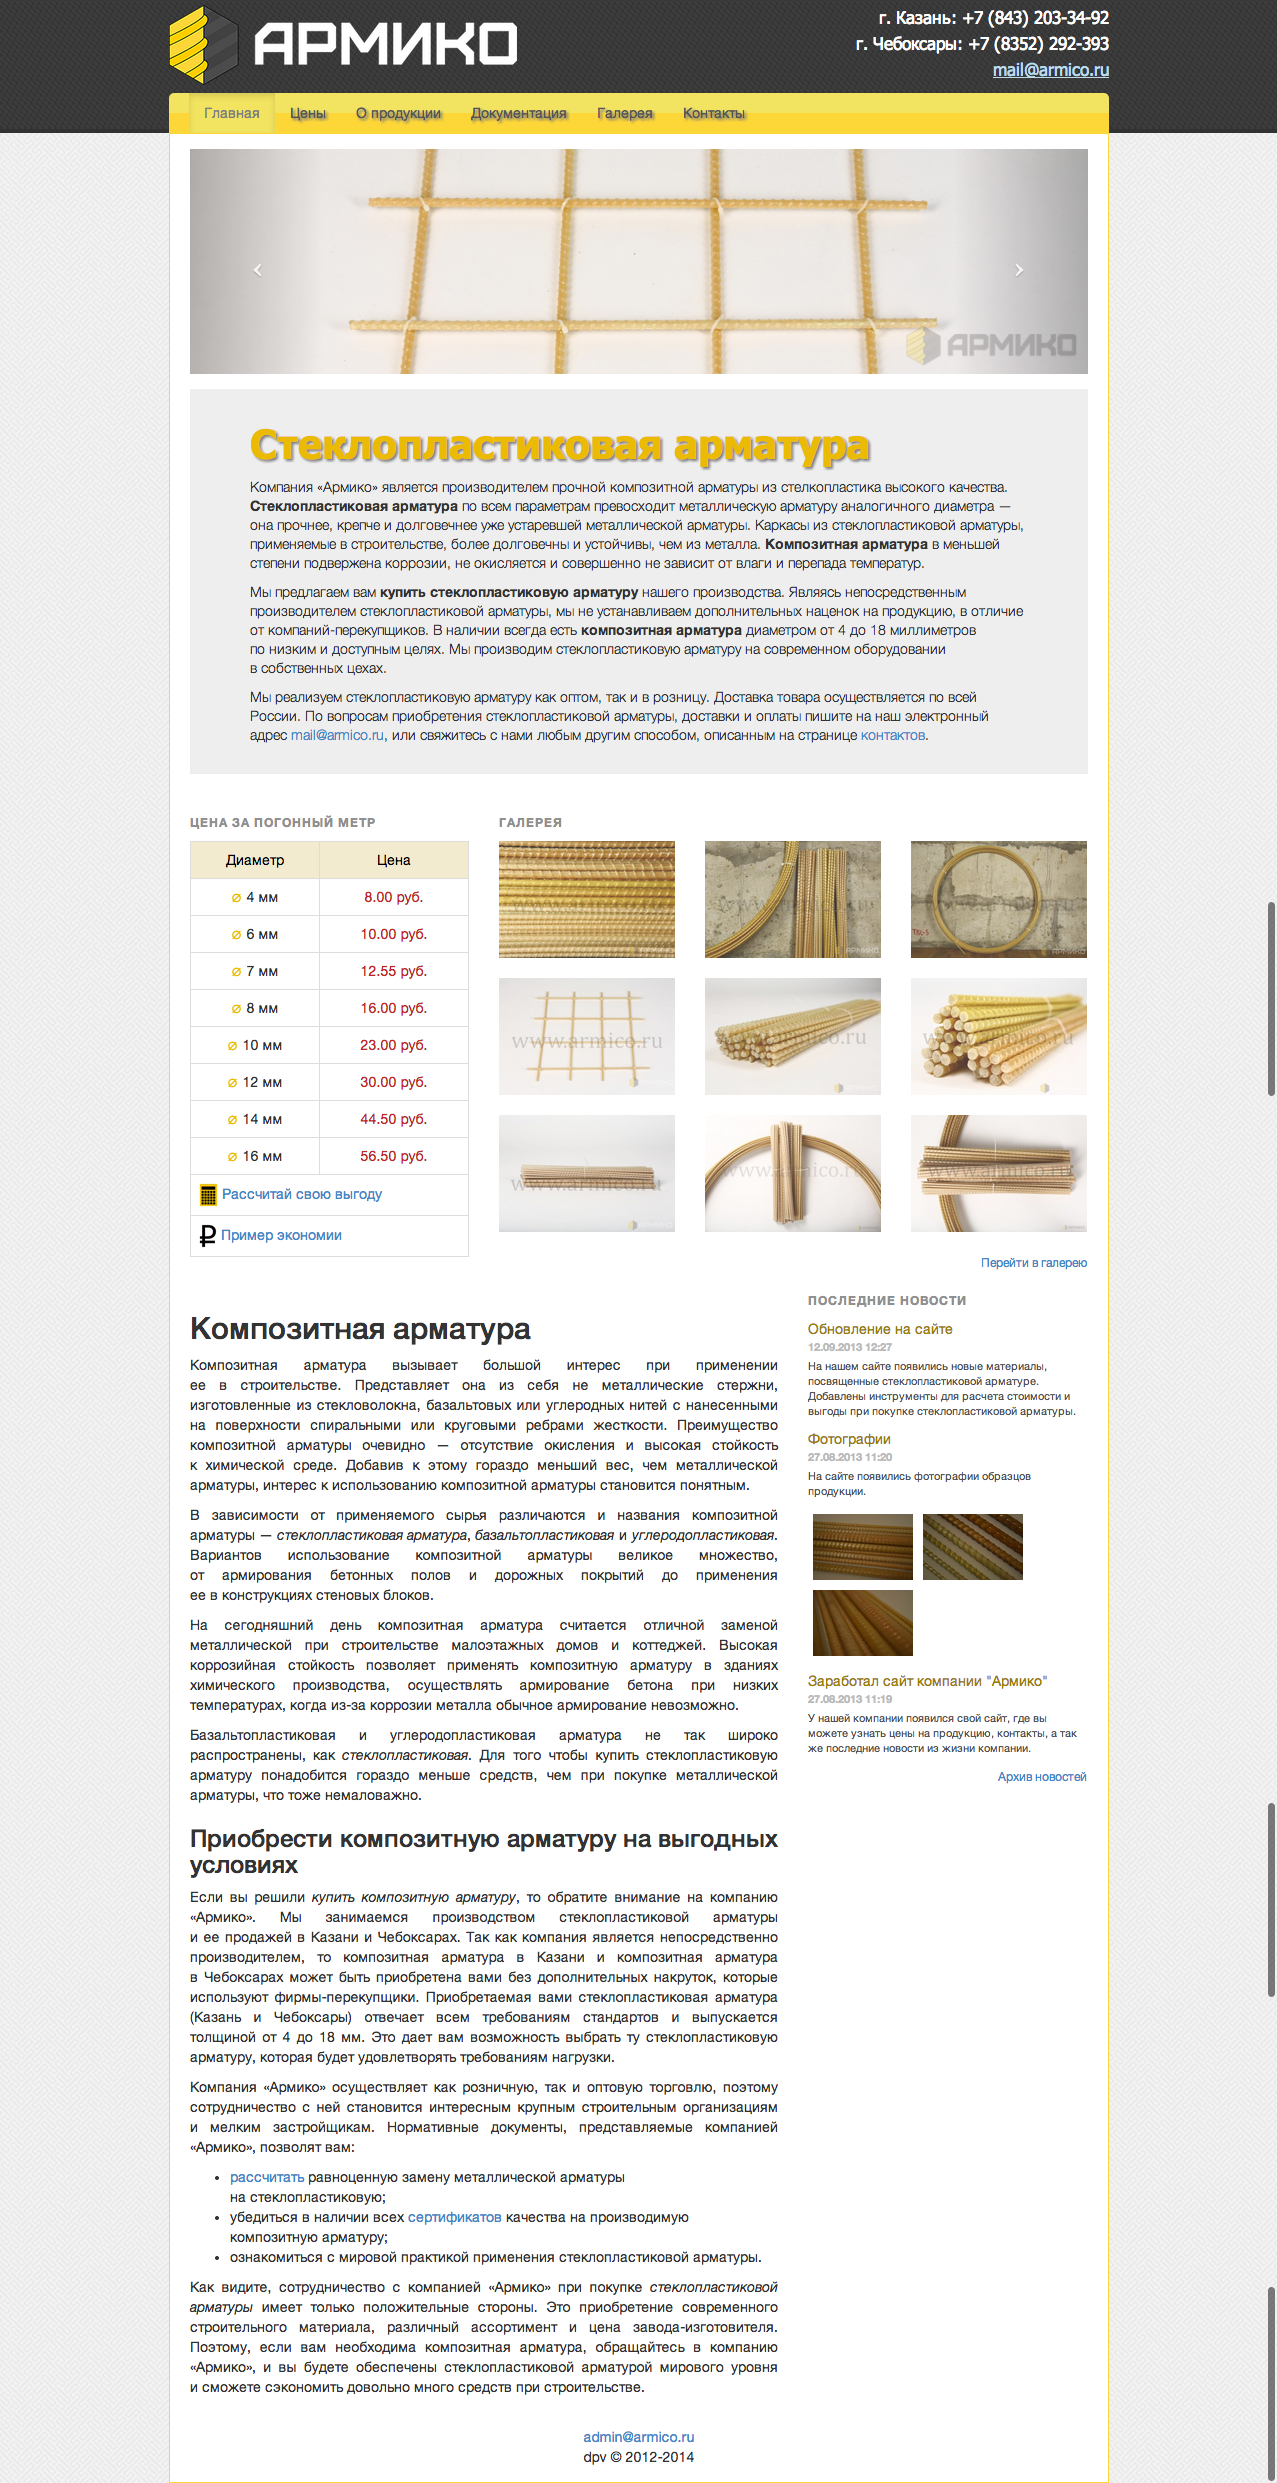 АРМИКО
г. Казань: +7 (843) 203-34-92
г. Чебоксары: +7 (8352) 292-393
mail@armico.ru
Главная Цены О продукции Документация Галерея Контакты
АРМИКО
Стеклопластиковая арматура
Компания «Армико» является производителем прочной композитной арматуры из стелкопластика высокого качества.
Стеклопластиковая арматура по всем параметрам превосходит металлическую арматуру аналогичного диаметра —
она прочнее, крепче и долговечнее уже устаревшей металлической арматуры. Каркасы из стеклопластиковой арматуры,
применяемые в строительстве, более долговечны и устойчивы, чем из металла. Композитная арматура в меньшей
степени подвержена коррозии, не окисляется и совершенно не зависит от влаги и перепада температур.
Мы предлагаем вам купить стеклопластиковую арматуру нашего производства. Являясь непосредственным
производителем стеклопластиковой арматуры, мы не устанавливаем дополнительных наценок на продукцию, в отличие
от компаний-перекупщиков. В наличии всегда есть композитная арматура диаметром от 4 до 18 миллиметров
по низким и доступным целях. Мы производим стеклопластиковую арматуру на современном оборудовании
в собственных цехах.
Мы реализуем стеклопластиковую арматуру как оптом, так и в розницу. Доставка товара осуществляется по всей
России. По вопросам приобретения стеклопластиковой арматуры, доставки и оплаты пишите на наш электронный
адрес mail@armico.ru, или свяжитесь с нами любым другим способом, описанным на странице контактов.
ЦЕНА ЗА ПОГОННЫЙ МЕТР
Диаметр Цена
⌀ 4 мм 8.00 руб.
⌀ 6 мм 10.00 руб.
⌀ 7 мм 12.55 руб.
⌀ 8 мм 16.00 руб.
⌀ 10 мм 23.00 руб.
⌀ 12 мм 30.00 руб.
⌀ 14 мм 44.50 руб.
⌀ 16 мм 56.50 руб.
Рассчитай свою выгоду
₽ Пример экономии
ГАЛЕРЕЯ
www.armico.ru
Перейти в галерею
Композитная арматура
Композитная арматура вызывает большой интерес при применении
ее в строительстве. Представляет она из себя не металлические стержни,
изготовленные из стекловолокна, базальтовых или углеродных нитей с нанесенными
на поверхности спиральными или круговыми ребрами жесткости. Преимущество
композитной арматуры очевидно — отсутствие окисления и высокая стойкость
к химической среде. Добавив к этому гораздо меньший вес, чем металлической
арматуры, интерес к использованию композитной арматуры становится понятным.
В зависимости от применяемого сырья различаются и названия композитной
арматуры — стеклопластиковая арматура, базальтопластиковая и углеродопластиковая.
Вариантов использование композитной арматуры великое множество,
от армирования бетонных полов и дорожных покрытий до применения
ее в конструкциях стеновых блоков.
На сегодняшний день композитная арматура считается отличной заменой
металлической при строительстве малоэтажных домов и коттеджей. Высокая
коррозийная стойкость позволяет применять композитную арматуру в зданиях
химического производства, осуществлять армирование бетона при низких
температурах, когда из-за коррозии металла обычное армирование невозможно.
Базальтопластиковая и углеродопластиковая арматура не так широко
распространены, как стеклопластиковая. Для того чтобы купить стеклопластиковую
арматуру понадобится гораздо меньше средств, чем при покупке металлической
арматуры, что тоже немаловажно.
Приобрести композитную арматуру на выгодных
условиях
Если вы решили купить композитную арматуру, то обратите внимание на компанию
«Армико». Мы занимаемся производством стеклопластиковой арматуры
и ее продажей в Казани и Чебоксарах. Так как компания является непосредственно
производителем, то композитная арматура в Казани и композитная арматура
в Чебоксарах может быть приобретена вами без дополнительных накруток, которые
используют фирмы-перекупщики. Приобретаемая вами стеклопластиковая арматура
(Казань и Чебоксары) отвечает всем требованиям стандартов и выпускается
толщиной от 4 до 18 мм. Это дает вам возможность выбрать ту стеклопластиковую
арматуру, которая будет удовлетворять требованиям нагрузки.
Компания «Армико» осуществляет как розничную, так и оптовую торговлю, поэтому
сотрудничество с ней становится интересным крупным строительным организациям
и мелким застройщикам. Нормативные документы, представляемые компанией
«Армико», позволят вам:
• рассчитать равноценную замену металлической арматуры
на стеклопластиковую;
• убедиться в наличии всех сертификатов качества на производимую
композитную арматуру;
• ознакомиться с мировой практикой применения стеклопластиковой арматуры.
Как видите, сотрудничество с компанией «Армико» при покупке стеклопластиковой
арматуры имеет только положительные стороны. Это приобретение современного
строительного материала, различный ассортимент и цена завода-изготовителя.
Поэтому, если вам необходима композитная арматура, обращайтесь в компанию
«Армико», и вы будете обеспечены стеклопластиковой арматурой мирового уровня
и сможете сэкономить довольно много средств при строительстве.
ПОСЛЕДНИЕ НОВОСТИ
Обновление на сайте
12.09.2013 12:27
На нашем сайте появились новые материалы,
посвященные стеклопластиковой арматуре.
Добавлены инструменты для расчета стоимости и
выгоды при покупке стеклопластиковой арматуры.
Фотографии
27.08.2013 11:20
На сайте появились фотографии образцов
продукции.
Заработал сайт компании "Армико"
27.08.2013 11:19
У нашей компании появился свой сайт, где вы
можете узнать цены на продукцию, контакты, а так
же последние новости из жизни компании.
Архив новостей
admin@armico.ru
dpv © 2012-2014